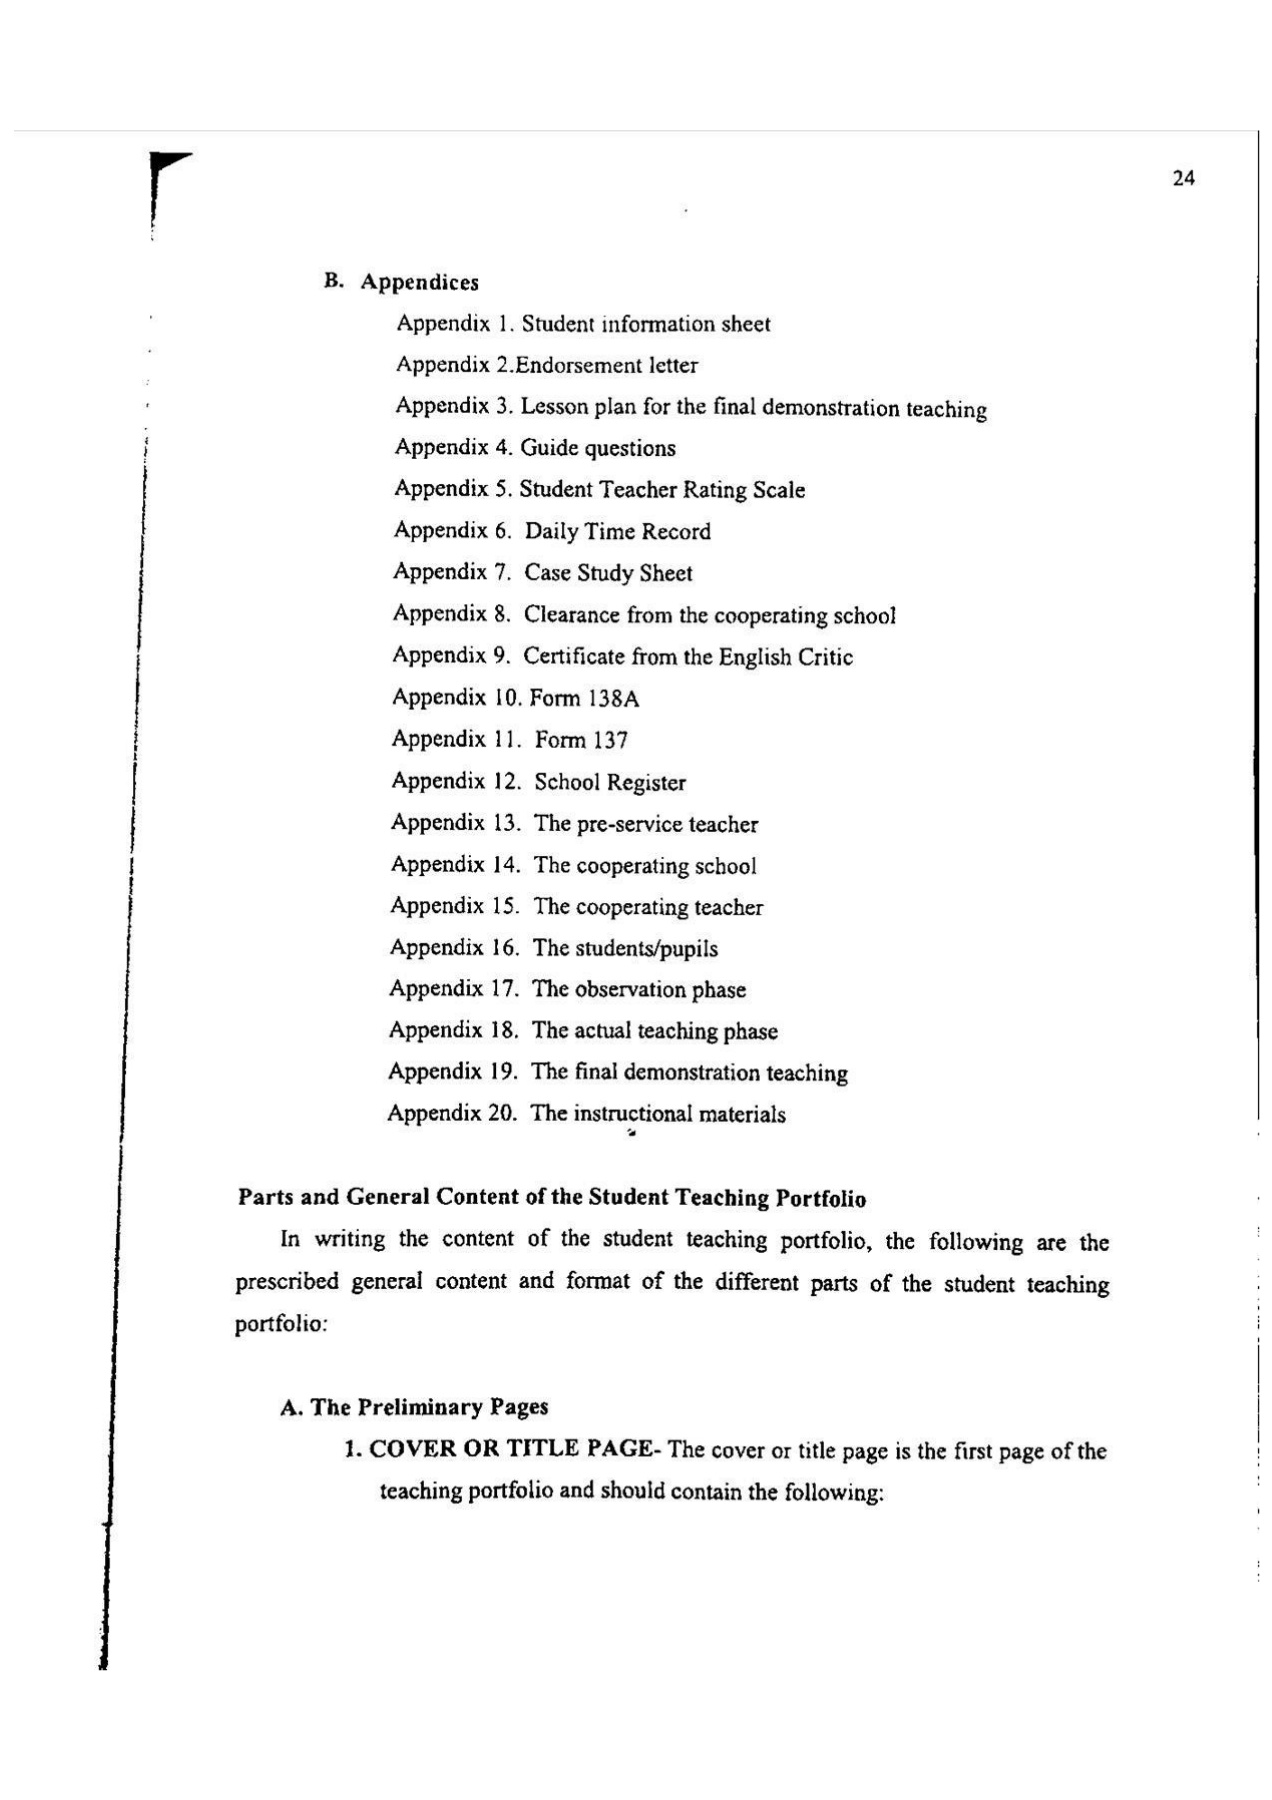 24
B. Appendices
Appendix 1. Student information sheet
Appendix 2.Endorsement letter
Appendix 3. Lesson plan for the final demonstration teaching
Appendix 4. Guide questions
Appendix 5. Student Teacher Rating Scale
Appendix 6. Daily Time Record
Appendix 7. Case Study Sheet
Appendix 8. Clearance from the cooperating school
Appendix 9. Certificate from the English Critic
Appendix 10. Form 138A
Appendix 11. Form 137
Appendix 12. School Register
Appendix 13. The pre-service teacher
Appendix 14. The cooperating school
Appendix 15. The cooperating teacher
Appendix 16. The students/pupils
Appendix 17. The observation phase
Appendix 18. The actual teaching phase
Appendix 19. The final demonstration teaching
Appendix 20. The instructional materials
Parts and General Content of the Student Teaching Portfolio
In writing the content of the student teaching portfolio, the following are the
prescribed general content and format of the different parts of the student teaching
portfolio:
A. The Preliminary Pages
1. COVER OR TITLE PAGE- The cover or title page is the first page of the
teaching portfolio and should contain the following: